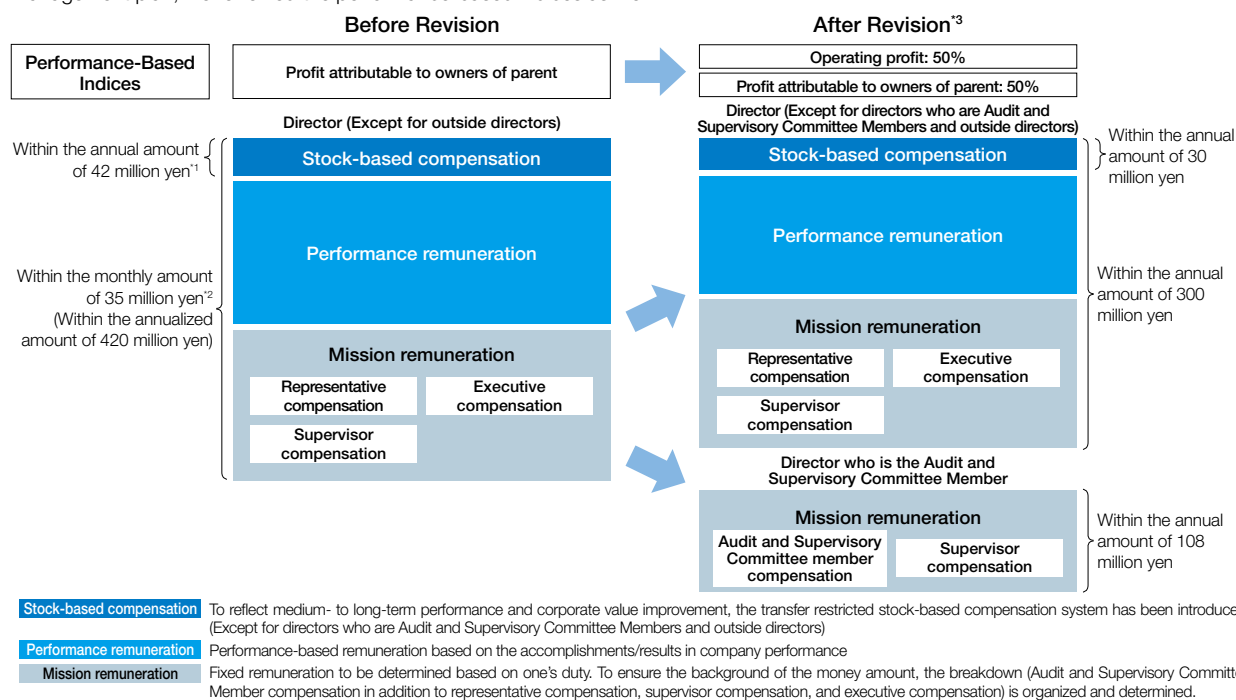 Before Revision
After Revision*3
Performance-Based
Indices
Profit attributable to owners of parent
Operating profit: 50%
Profit attributable to owners of parent: 50%
Director (Except for outside directors)
Director (Except for directors who are Audit and
Supervisory Committee Members and outside directors)
Within the annual amount
of 42 million yen*1
Stock-based compensation
Stock-based compensation
Within the annual
amount of 30
million yen
Performance remuneration
Performance remuneration
Within the monthly amount
of 35 million yen*2
(Within the annualized
amount of 420 million yen)
Within the annual
amount of 300
million yen
Mission remuneration
Representative
compensation
Executive
compensation
Supervisor
compensation
Mission remuneration
Representative
compensation
Executive
compensation
Supervisor
compensation
Director who is the Audit and
Supervisory Committee Member
Mission remuneration
Audit and Supervisory
Committee member
compensation
Supervisor
compensation
Within the annual
amount of 108
million yen
Stock-based compensation To reflect medium- to long-term performance and corporate value improvement, the transfer restricted stock-based compensation system has been introduce
(Except for directors who are Audit and Supervisory Committee Members and outside directors)
Performance remuneration Performance-based remuneration based on the accomplishments/results in company performance
Mission remuneration Fixed remuneration to be determined based on one's duty. To ensure the background of the money amount, the breakdown (Audit and Supervisory Committe
Member compensation in addition to representative compensation, supervisor compensation, and executive compensation) is organized and determined.